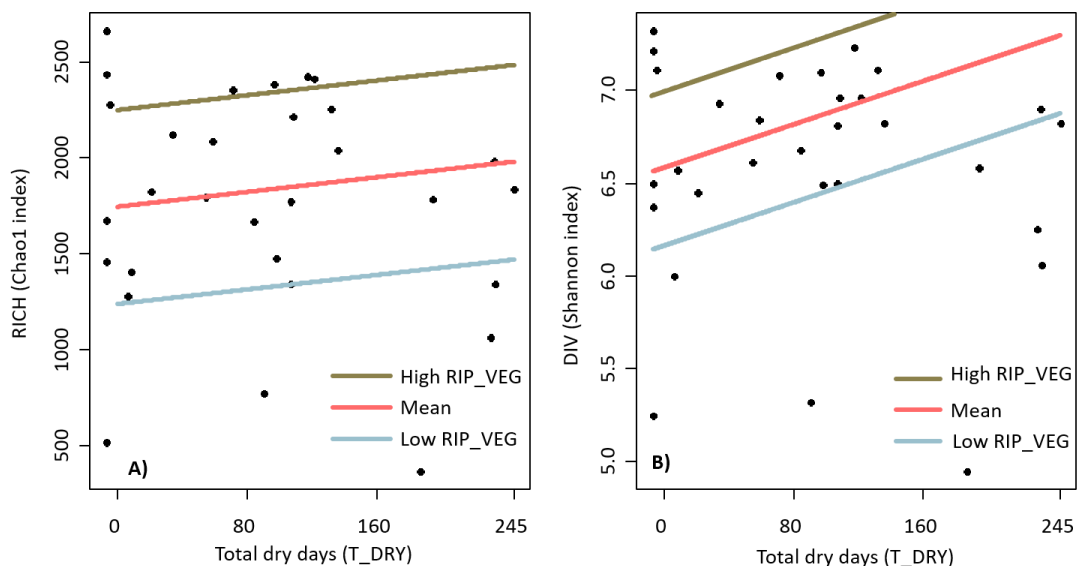 RICH (Chao1 index)
2500
2000
1500
1000
500
High RIP_VEG
Mean
Low RIP_VEG
A)
0 80 160 245
Total dry days (T_DRY)
DIV (Shannon index)
7.0
6.5
6.0
5.5
5.0
High RIP_VEG
Mean
Low RIP_VEG
B)
0 80 160 245
Total dry days (T_DRY)